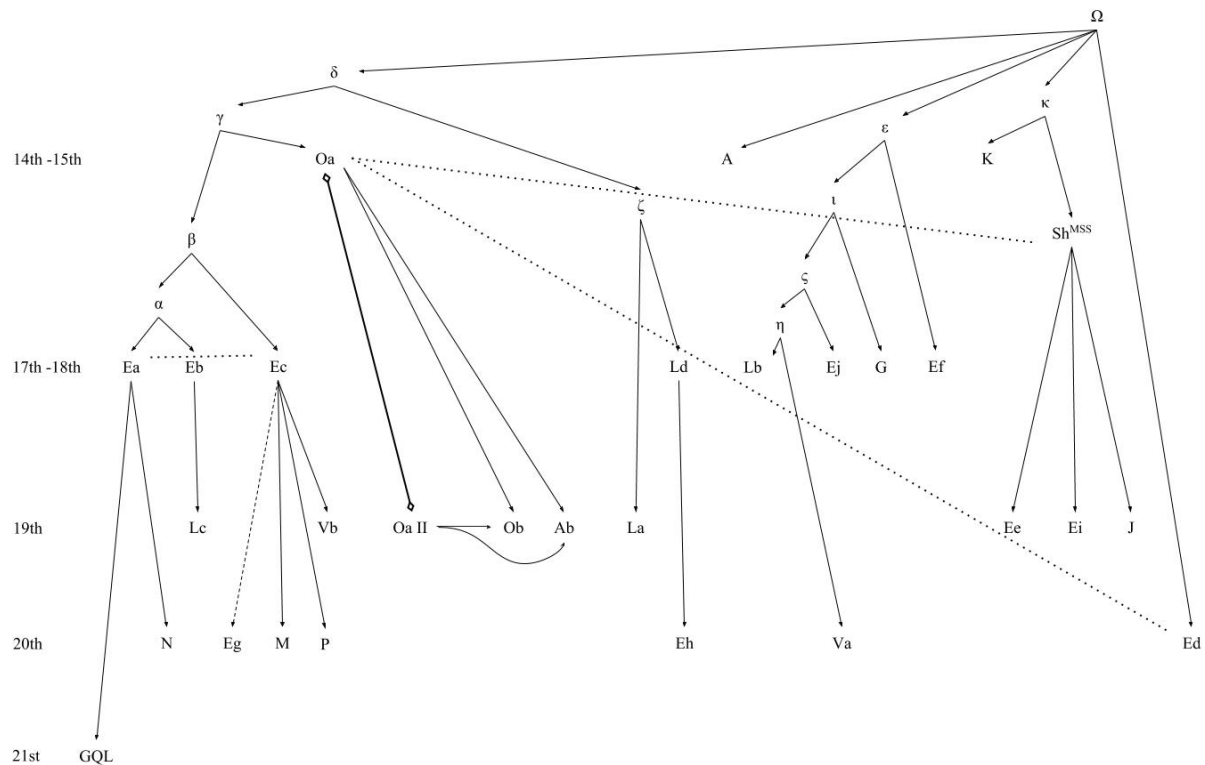 Ω
δ
κ
γ
ε
14th -15th Oa A K
ι
ζ
Sh^MSS
β
ς
α
η
17th -18th Ea Eb Ec Ld Lb Ej G Ef
19th Lc Vb Oa II Ob Ab La Ee Ei J
20th N Eg M P Eh Va Ed
21st GQL